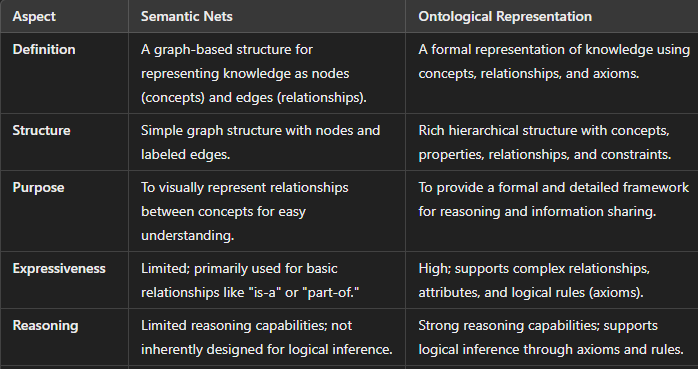 Aspect Semantic Nets Ontological Representation
Definition A graph-based structure for A formal representation of knowledge using
representing knowledge as nodes concepts, relationships, and axioms.
(concepts) and edges (relationships).
Structure Simple graph structure with nodes and Rich hierarchical structure with concepts,
labeled edges. properties, relationships, and constraints.
Purpose To visually represent relationships To provide a formal and detailed framework
between concepts for easy for reasoning and information sharing.
understanding.
Expressiveness Limited; primarily used for basic High; supports complex relationships,
relationships like "is-a" or "part-of." attributes, and logical rules (axioms).
Reasoning Limited reasoning capabilities; not Strong reasoning capabilities; supports
inherently designed for logical inference. logical inference through axioms and rules.